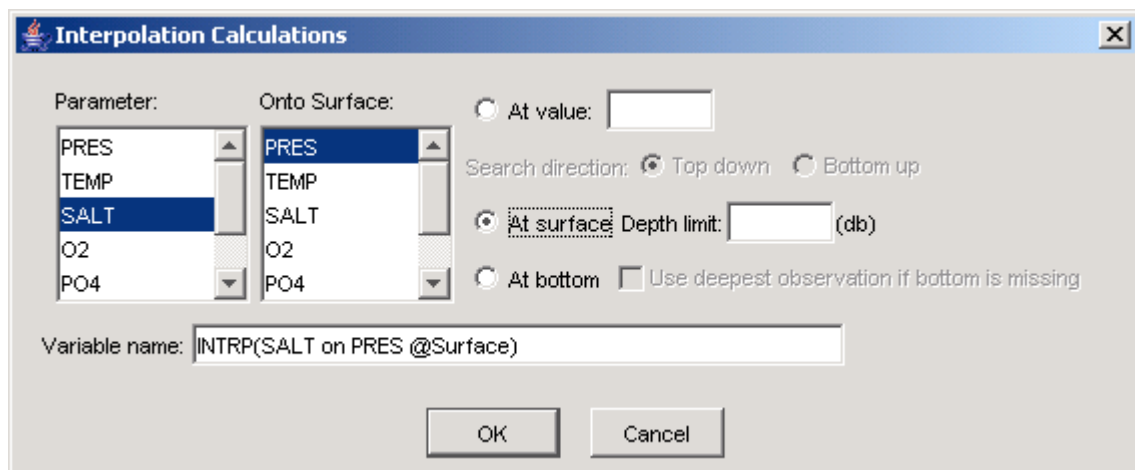 Interpolation Calculations
Parameter:
PRES
TEMP
SALT
O2
PO4
Onto Surface:
PRES
TEMP
SALT
O2
PO4
At value:
Search direction: Top down Bottom up
At surface Depth limit: (db)
At bottom Use deepest observation if bottom is missing
Variable name: INTRP(SALT on PRES @Surface)
OK Cancel